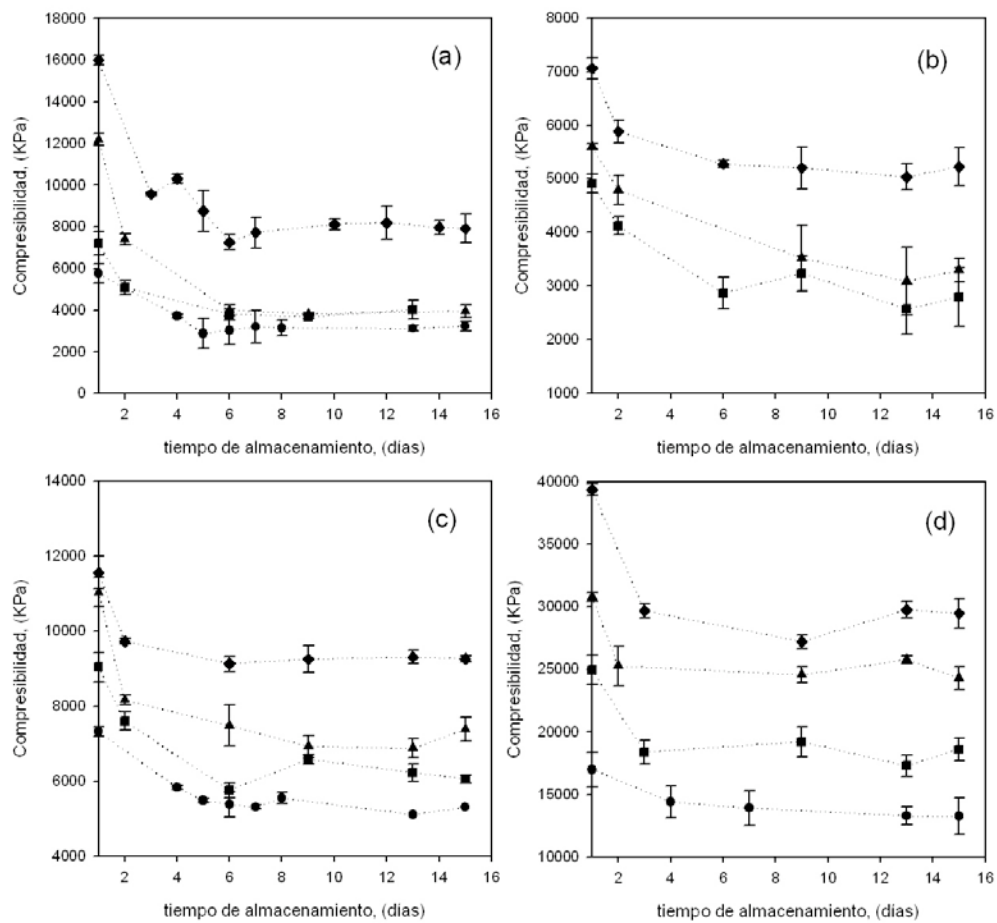 (a)
Compresibilidad, (KPa)
18000
16000
14000
12000
10000
8000
6000
4000
2000
0
2 4 6 8 10 12 14 16
tiempo de almacenamiento, (dias)
(b)
Compresibilidad, (KPa)
8000
7000
6000
5000
4000
3000
2000
1000
2 4 6 8 10 12 14 16
tiempo de almacenamiento, (dias)
(c)
Compresibilidad, (KPa)
14000
12000
10000
8000
6000
4000
2 4 6 8 10 12 14 16
tiempo de almacenamiento, (dias)
(d)
Compresibilidad, (KPa)
40000
35000
30000
25000
20000
15000
10000
2 4 6 8 10 12 14 16
tiempo de almacenamiento, (dias)